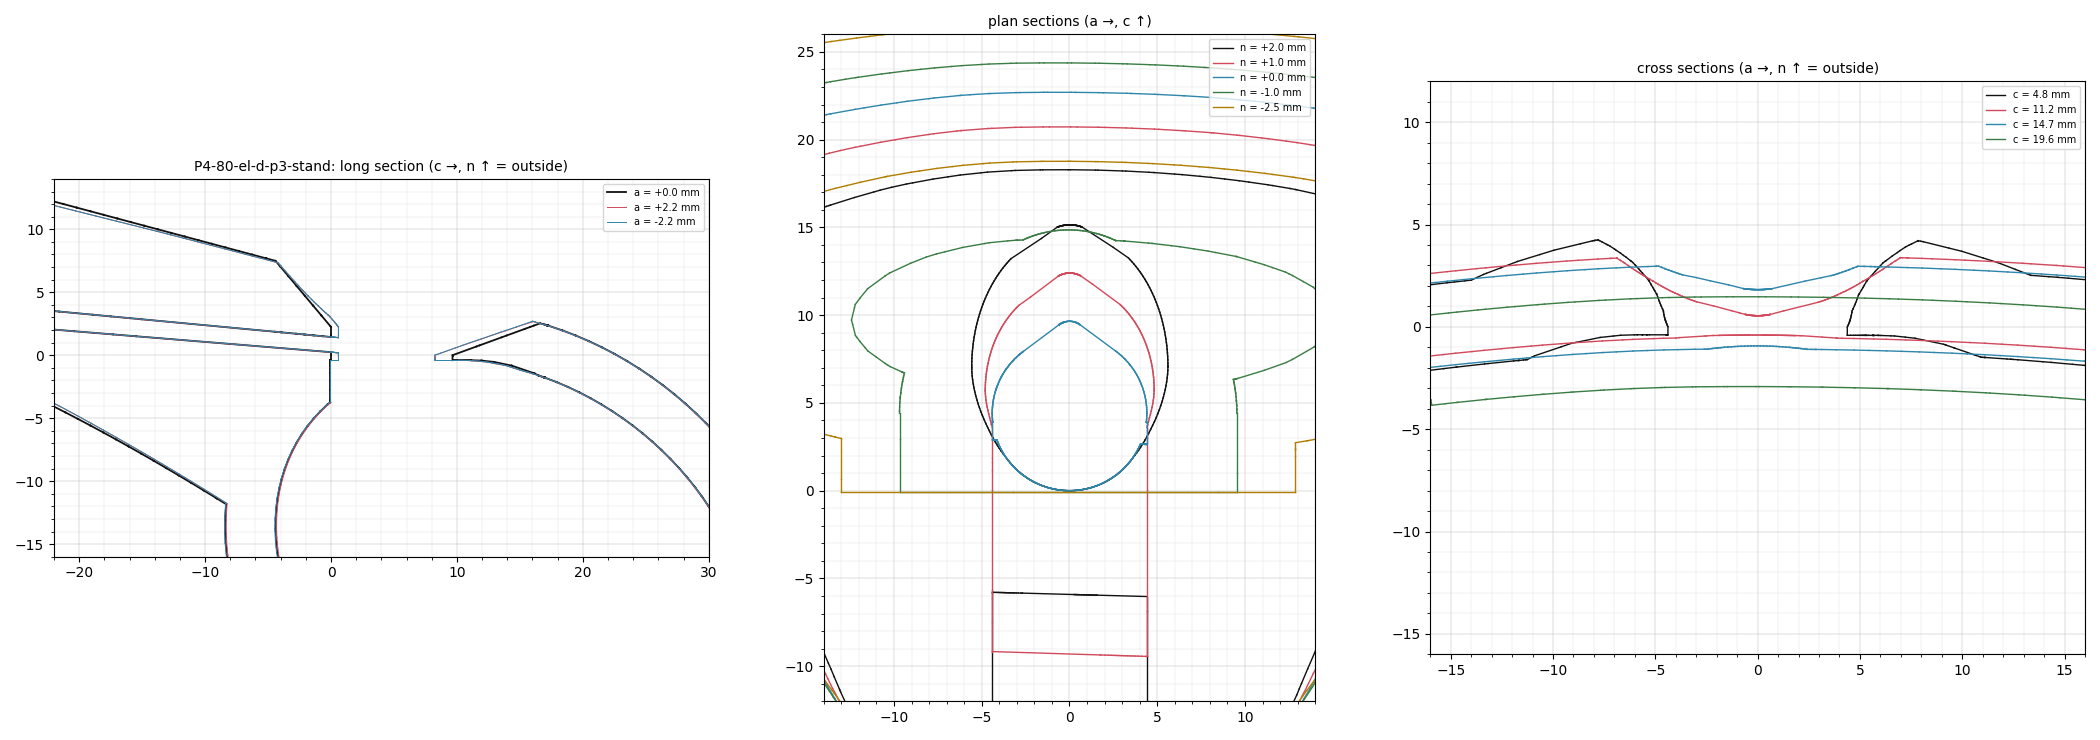 P4-80-el-d-p3-stand: long section (c →, n ↑ = outside)
a = +0.0 mm
a = +2.2 mm
a = -2.2 mm
10
5
0
−5
−10
−15
−20
−10
0
10
20
30
plan sections (a →, c ↑)
n = +2.0 mm
n = +1.0 mm
n = +0.0 mm
n = -1.0 mm
n = -2.5 mm
25
20
15
10
5
0
−5
−10
−10
−5
0
5
10
cross sections (a →, n ↑ = outside)
c = 4.8 mm
c = 11.2 mm
c = 14.7 mm
c = 19.6 mm
10
5
0
−5
−10
−15
−15
−10
−5
0
5
10
15